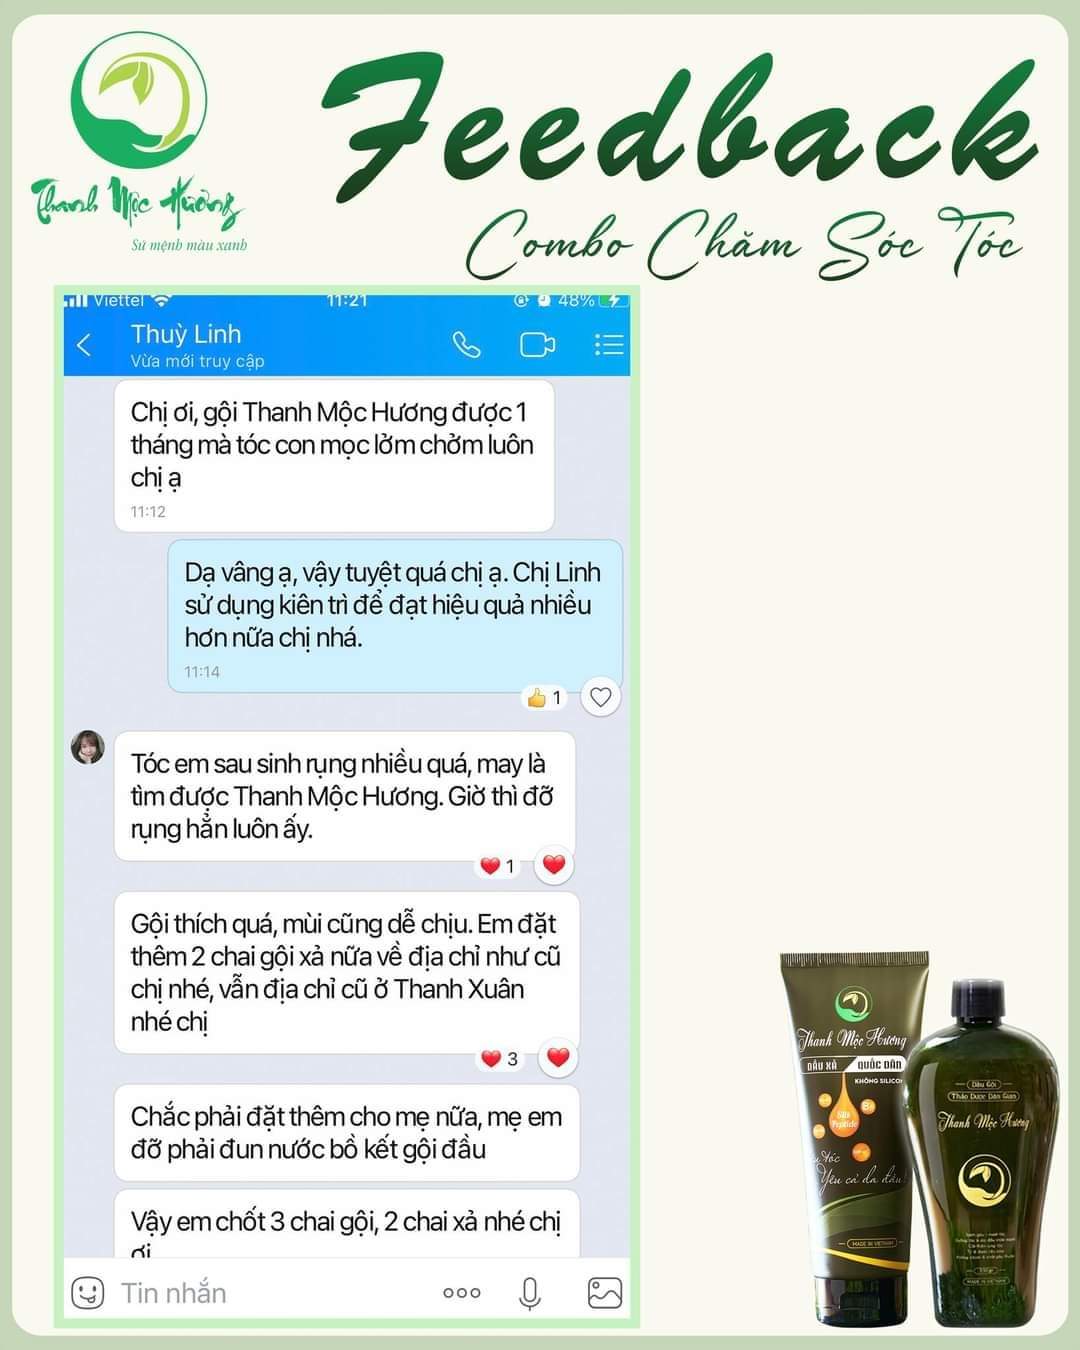 Thanh Mộc Hương
Sứ mệnh màu xanh
Feedback
Combo Chăm Sóc Tóc
Viettel 11:21 48%
Thuỳ Linh
Vừa mới truy cập
Chị ơi, gội Thanh Mộc Hương được 1
tháng mà tóc con mọc lởm chởm luôn
chị ạ
11:12
Dạ vâng ạ, vậy tuyệt quá chị ạ. Chị Linh
sử dụng kiên trì để đạt hiệu quả nhiều
hơn nữa chị nhá.
11:14
1
Tóc em sau sinh rụng nhiều quá, may là
tìm được Thanh Mộc Hương. Giờ thì đỡ
rụng hẳn luôn ấy.
1
Gội thích quá, mùi cũng dễ chịu. Em đặt
thêm 2 chai gội xả nữa về địa chỉ như cũ
chị nhé, vẫn địa chỉ cũ ở Thanh Xuân
nhé chị
3
Chắc phải đặt thêm cho mẹ nữa, mẹ em
đỡ phải đun nước bồ kết gội đầu
Vậy em chốt 3 chai gội, 2 chai xả nhé chị
ơi
Tin nhắn
Thanh Mộc Hương
DẦU XẢ QUỐC DÂN
KHÔNG SILICON
Silk
Peptide
B5
Yêu cả da đầu!
MADE IN VIETNAM
Dầu Gội
Thảo Dược Dân Gian
Thanh Mộc Hương
MADE IN VIETNAM